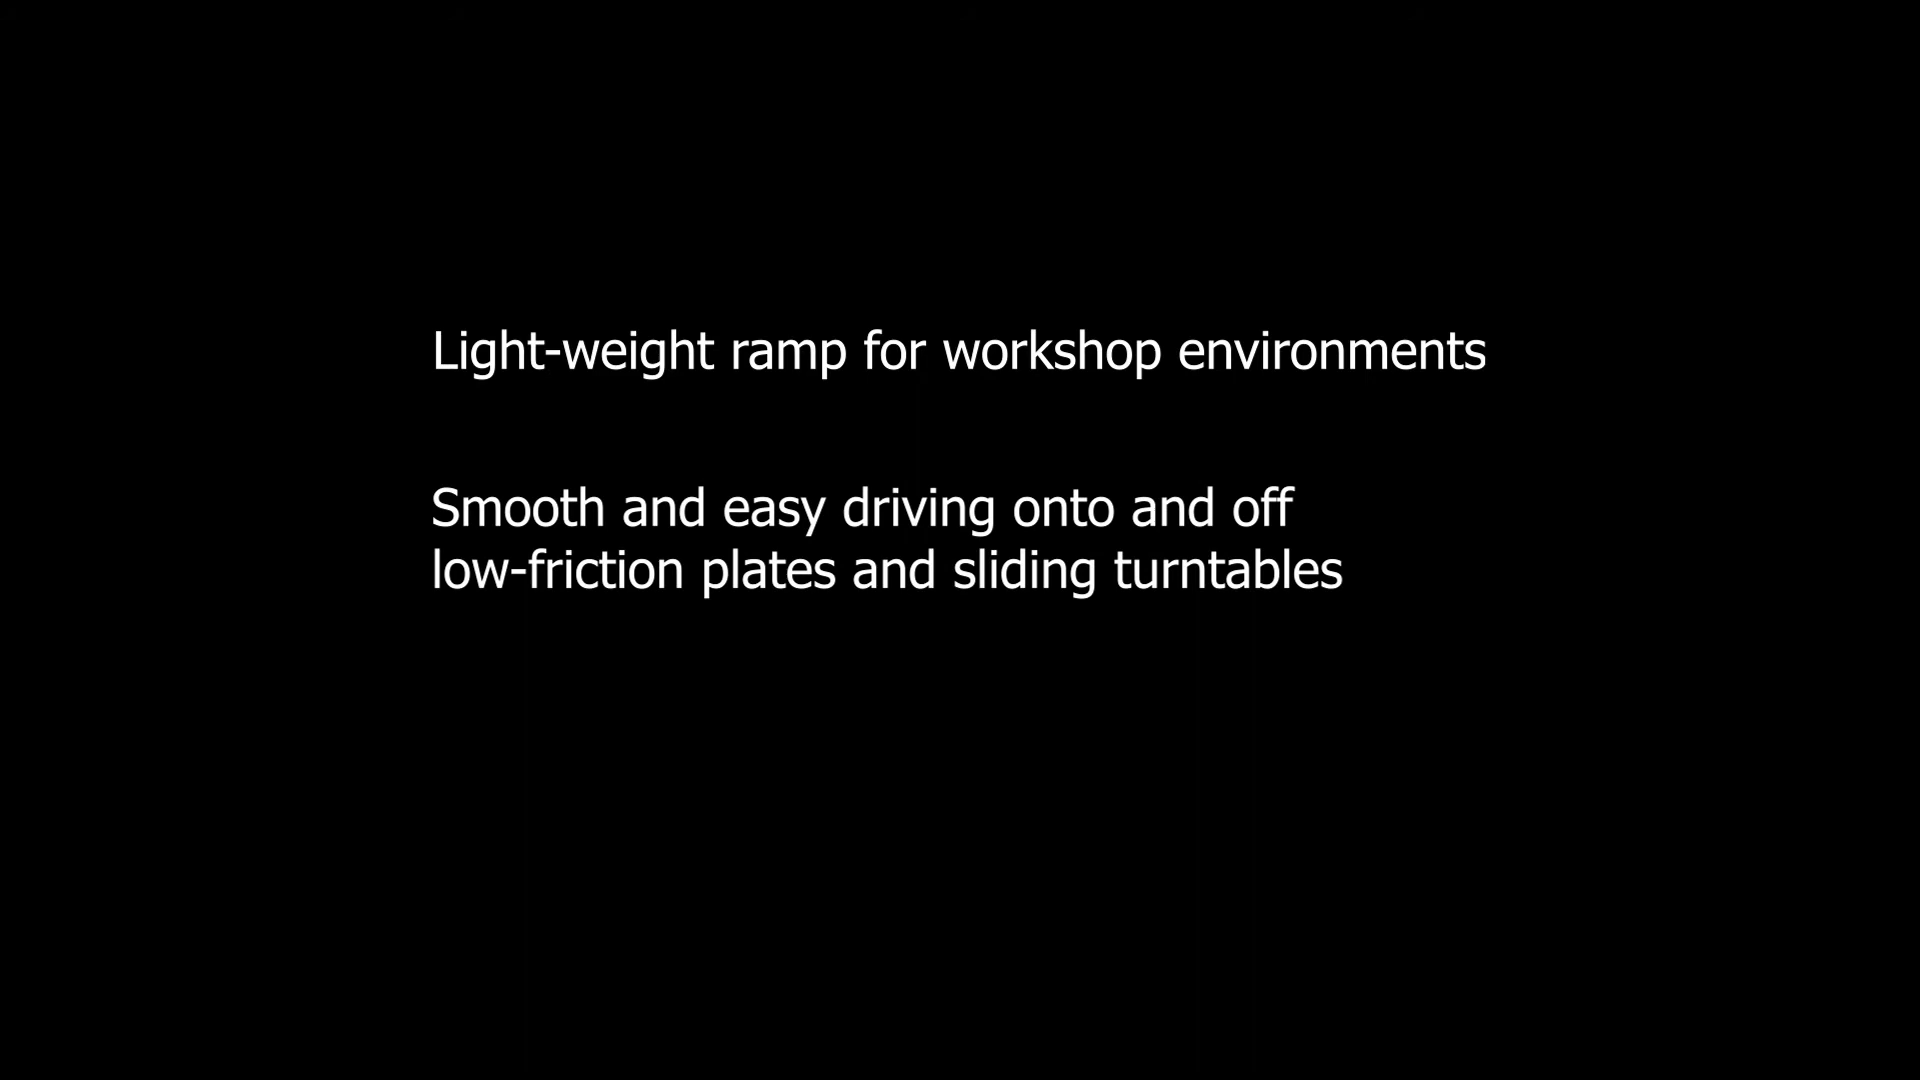 Light-weight ramp for workshop environments
Smooth and easy driving onto and off
low-friction plates and sliding turntables